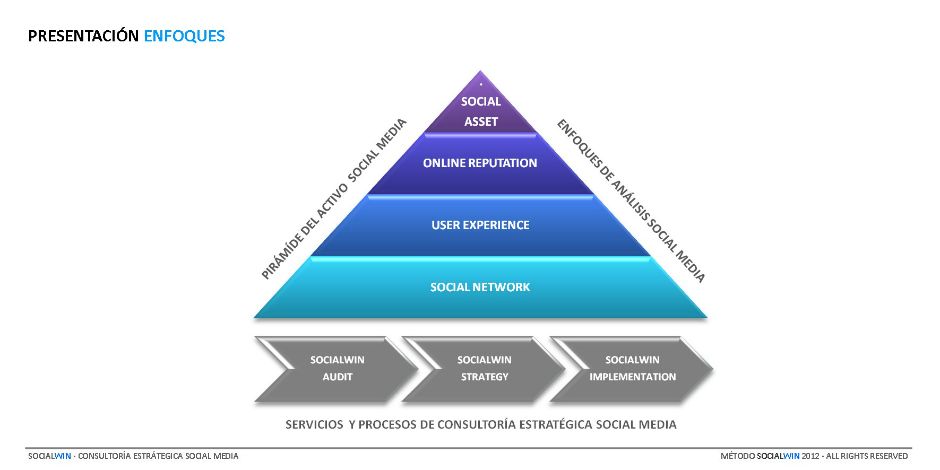 PRESENTACIÓN ENFOQUES
SOCIAL
ASSET
PIRÁMÍDE DEL ACTIVO SOCIAL MEDIA
ENFOQUES DE ANÁLISIS SOCIAL MEDIA
ONLINE REPUTATION
USER EXPERIENCE
SOCIAL NETWORK
SOCIALWIN
AUDIT
SOCIALWIN
STRATEGY
SOCIALWIN
IMPLEMENTATION
SERVICIOS Y PROCESOS DE CONSULTORÍA ESTRATÉGICA SOCIAL MEDIA
SOCIALWIN - CONSULTORÍA ESTRÁTEGICA SOCIAL MEDIA
MÉTODO SOCIALWIN 2012 - ALL RIGHTS RESERVED